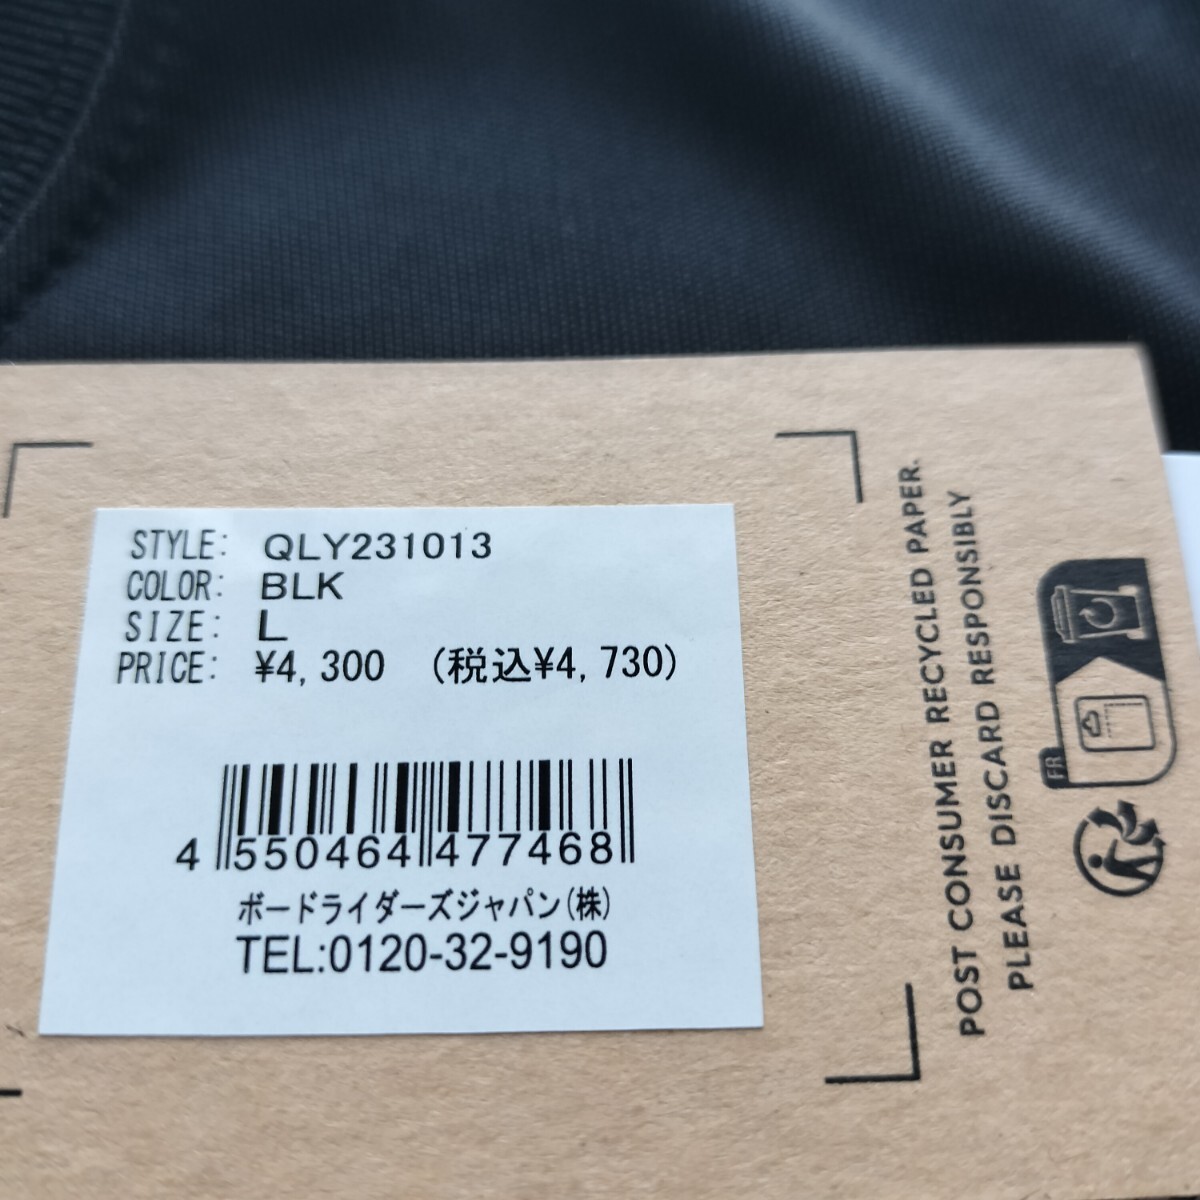 STYLE: QLY231013
COLOR: BLK
SIZE: L
PRICE: ¥4,300 (税込¥4,730)
4 550464 477468
ボードライダーズジャパン(株)
TEL:0120-32-9190
POST CONSUMER RECYCLED PAPER.
PLEASE DISCARD RESPONSIBLY
FR